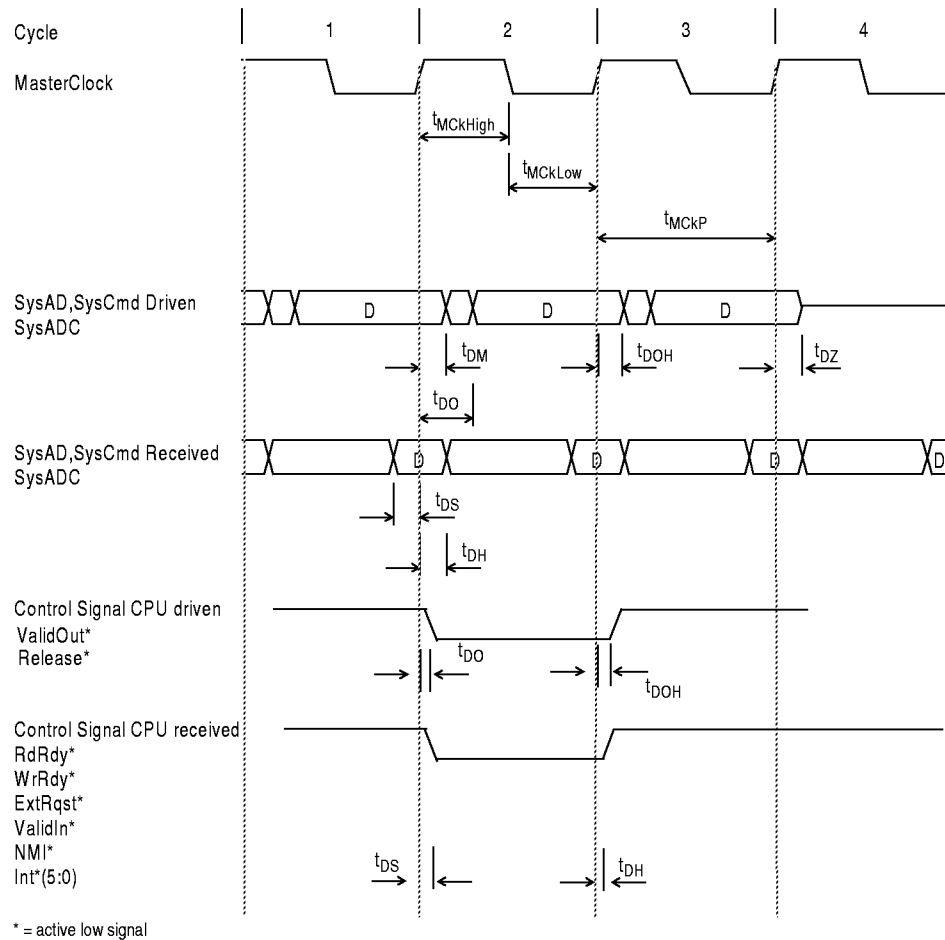 Cycle 1 2 3 4
MasterClock
tMCkHigh
tMCkLow
tMCkP
SysAD,SysCmd Driven
SysADC
D D D
tDM tDOH tDZ
tDO
SysAD,SysCmd Received
SysADC
D D D D
tDS
tDH
Control Signal CPU driven
ValidOut*
Release*
tDO
tDOH
Control Signal CPU received
RdRdy*
WrRdy*
ExtRqst*
ValidIn*
NMI*
Int*(5:0)
tDS tDH
* = active low signal